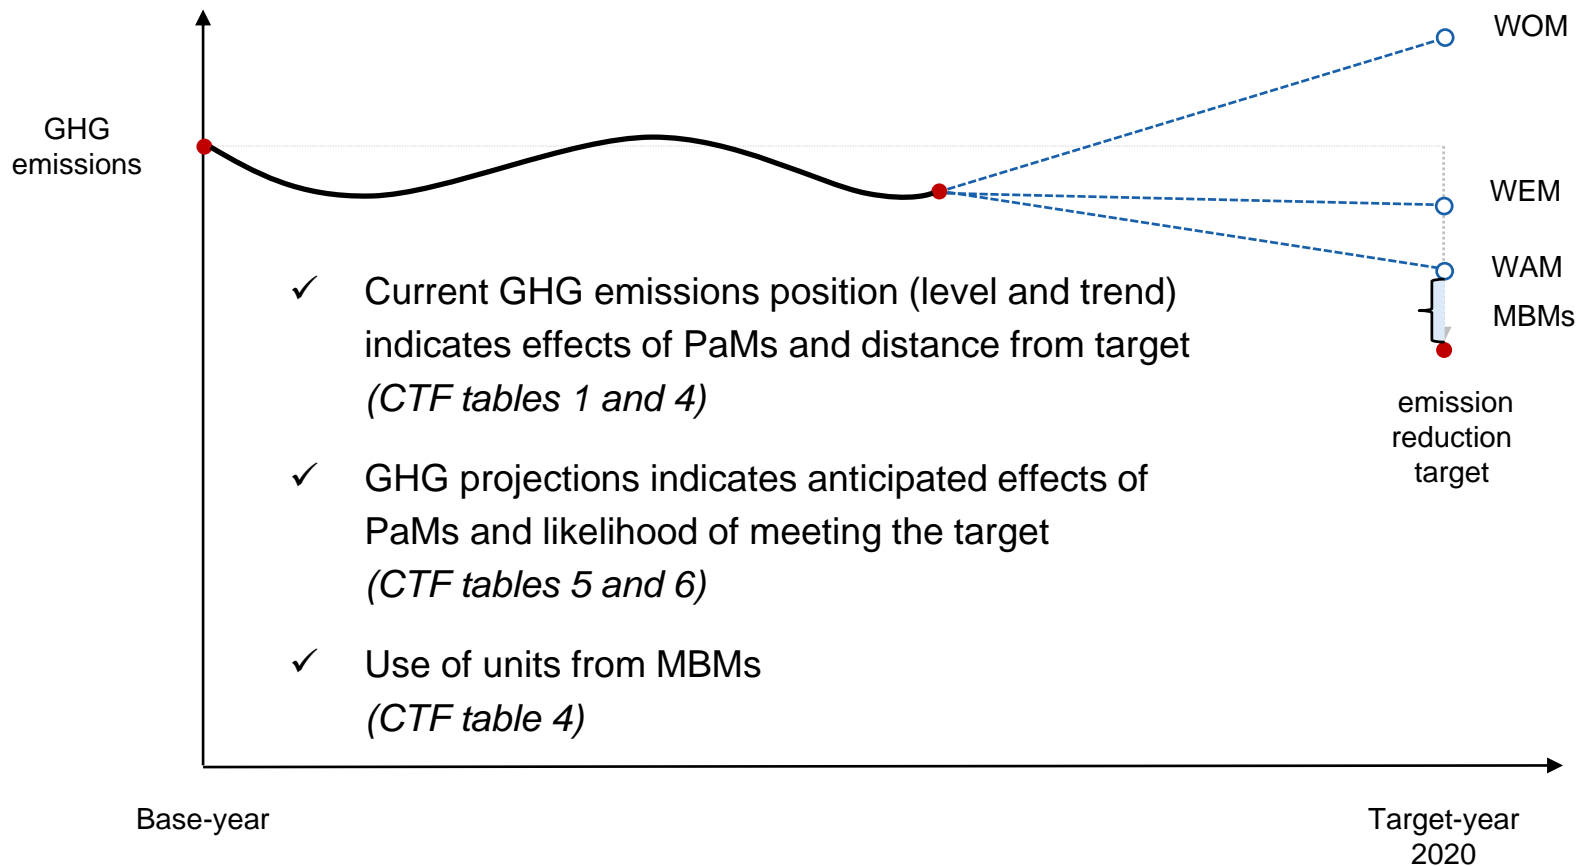 WOM
GHG
emissions
WEM
WAM
MBMs
✓ Current GHG emissions position (level and trend)
indicates effects of PaMs and distance from target
(CTF tables 1 and 4)
emission
reduction
target
✓ GHG projections indicates anticipated effects of
PaMs and likelihood of meeting the target
(CTF tables 5 and 6)
✓ Use of units from MBMs
(CTF table 4)
Base-year
Target-year
2020